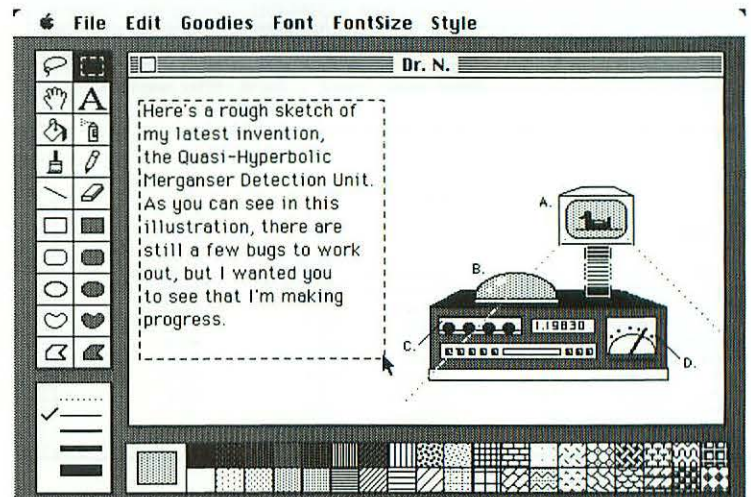 File Edit Goodies Font FontSize Style
Dr. N.
Here's a rough sketch of
my latest invention,
the Quasi-Hyperbolic
Merganser Detection Unit.
As you can see in this
illustration, there are
still a few bugs to work
out, but I wanted you
to see that I'm making
progress.
A.
B.
C.
1.19830
D.
A